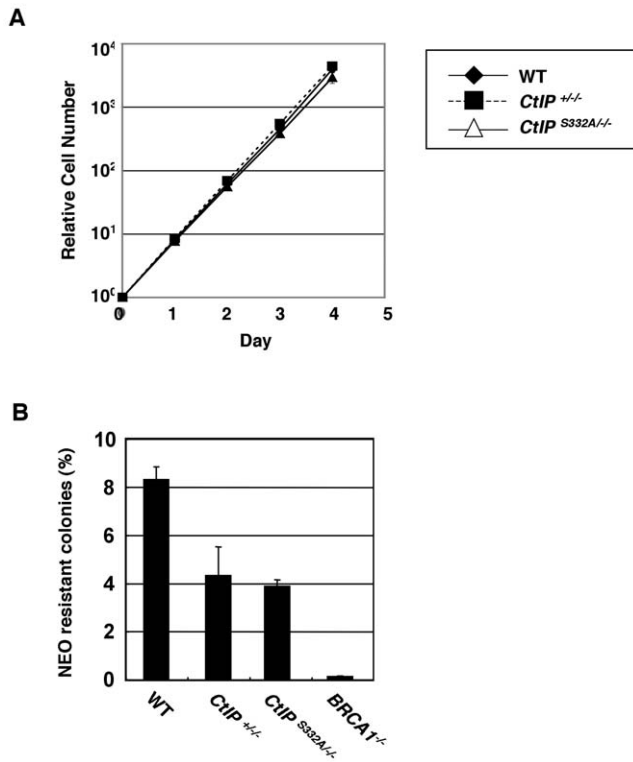 A
Relative Cell Number
10⁴
10³
10²
10¹
10⁰
0 1 2 3 4 5
Day
WT
CtIP +/-/-
CtIP S332A/-/-
B
NEO resistant colonies (%)
10
8
6
4
2
0
WT
CtIP +/-/-
CtIP S332A/-/-
BRCA1-/-